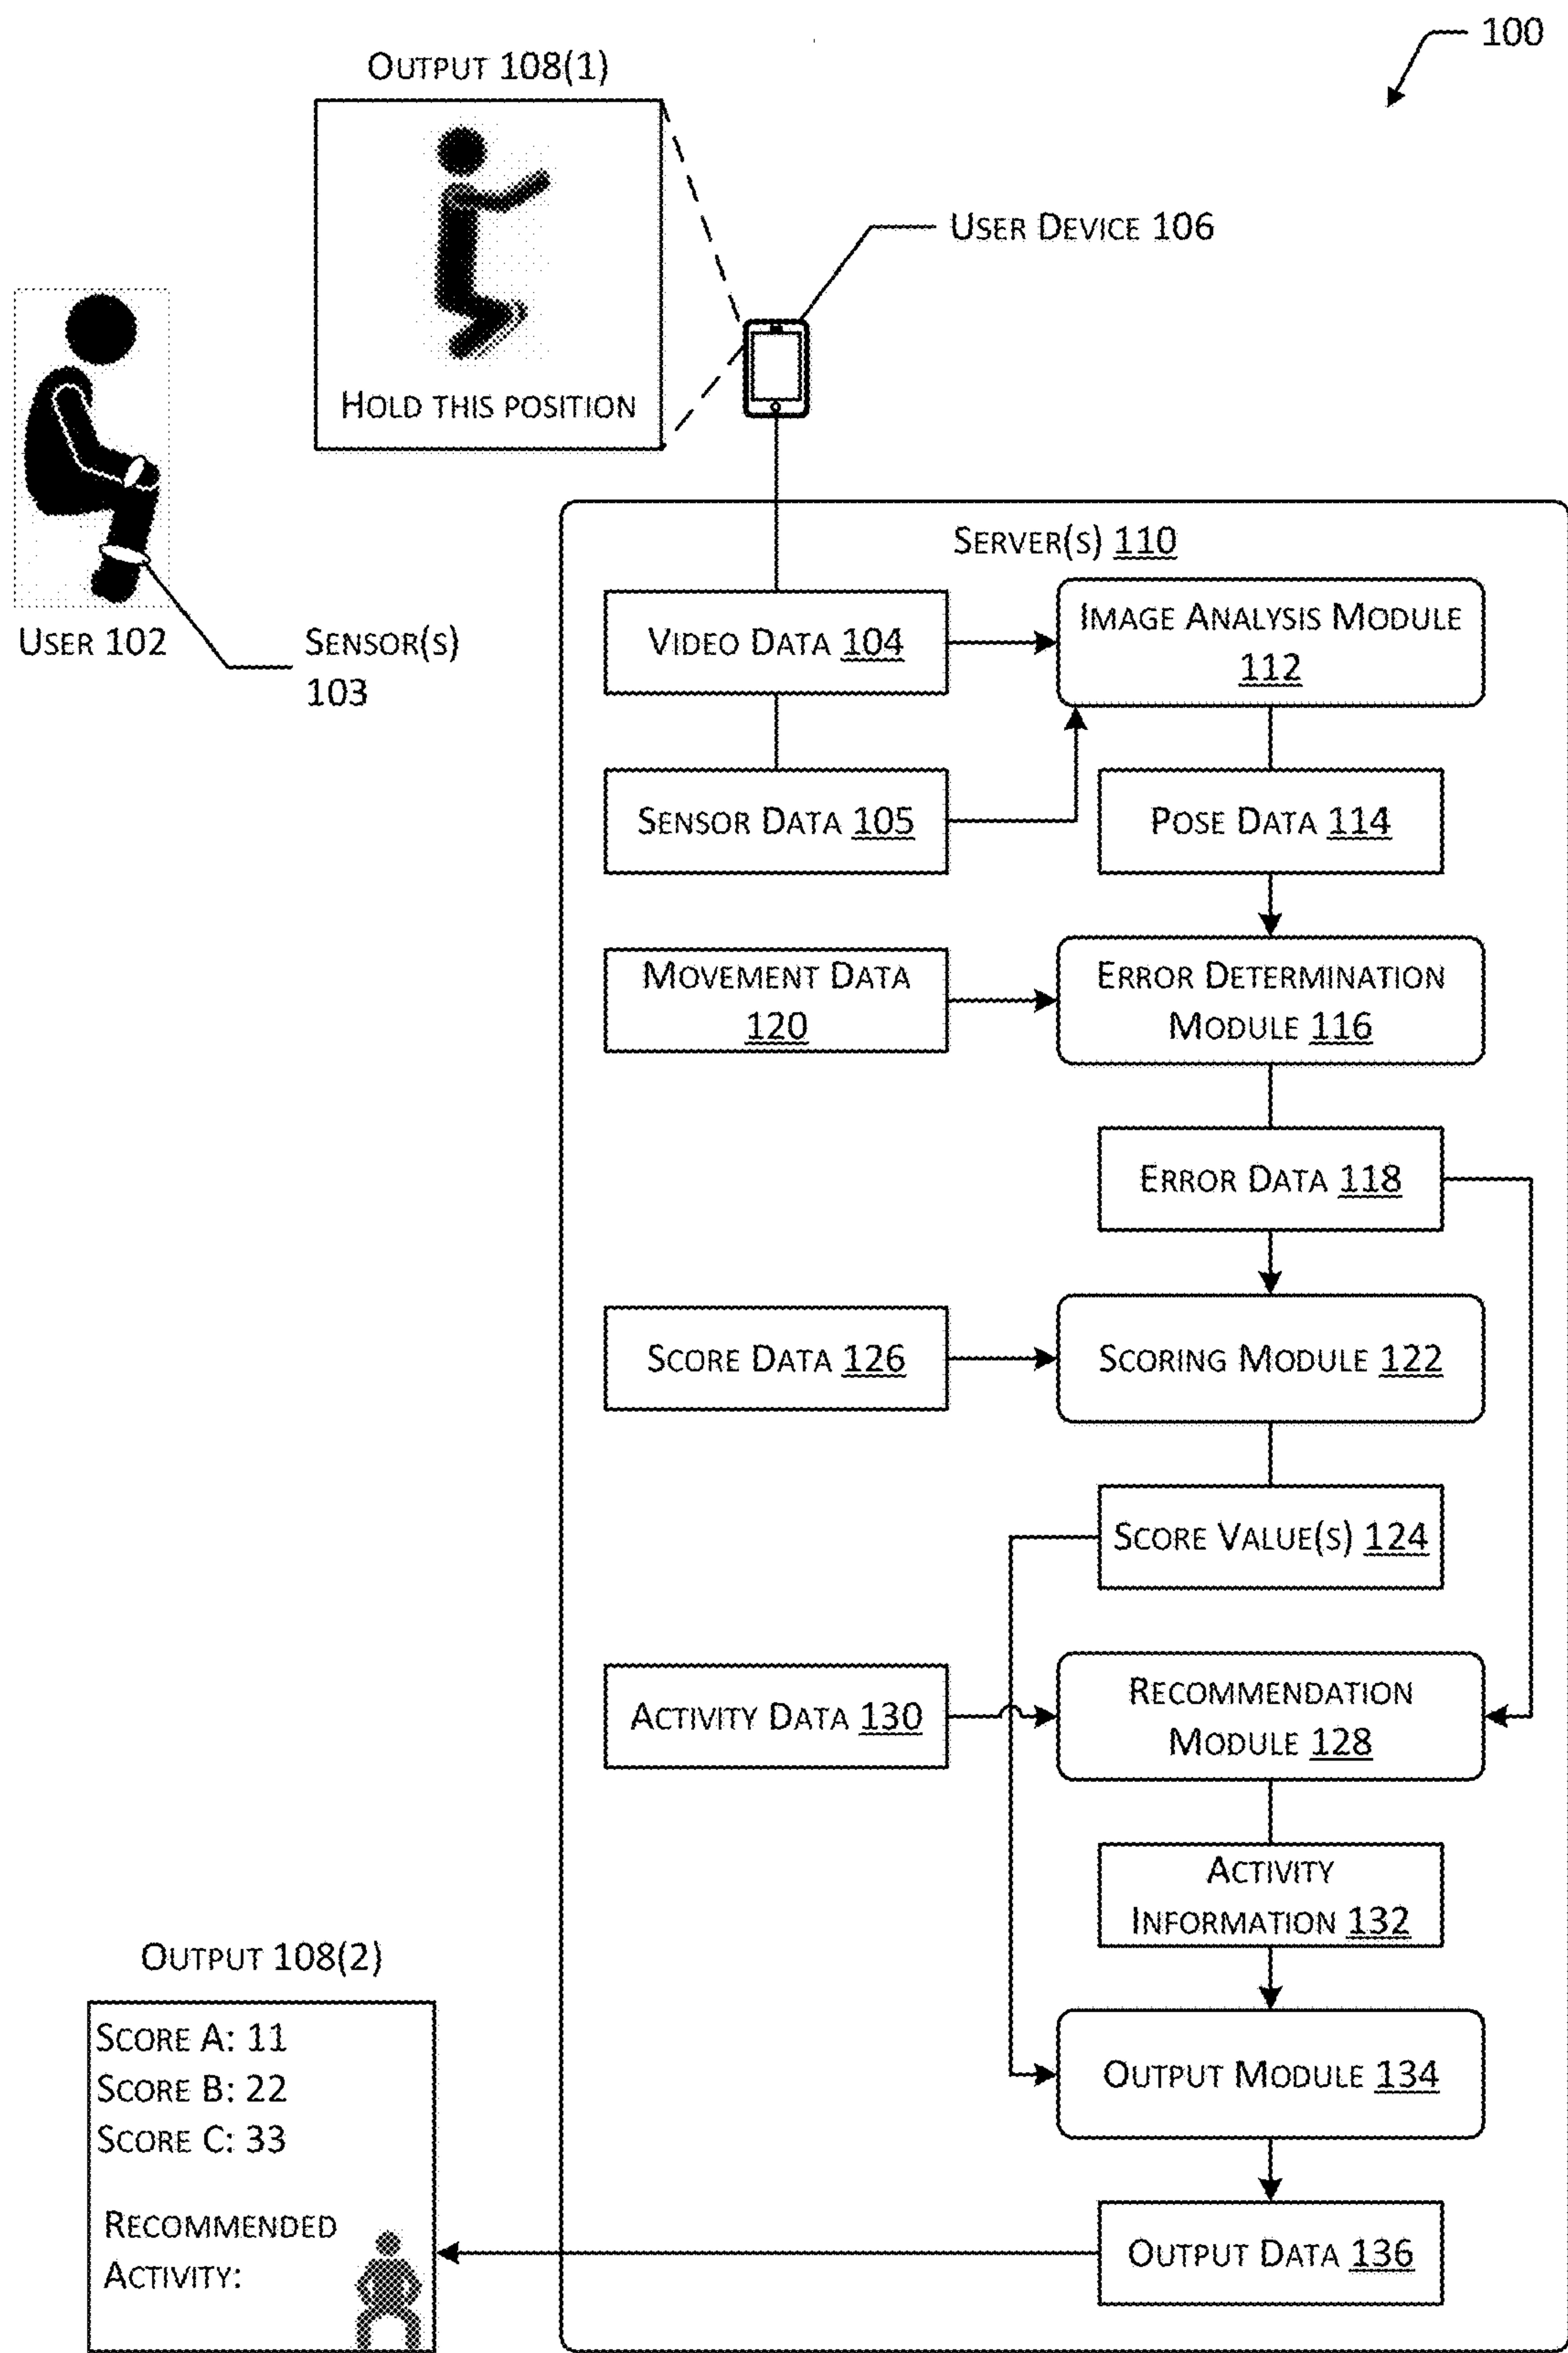 100
OUTPUT 108(1)
HOLD THIS POSITION
USER DEVICE 106
USER 102
SENSOR(S)
103
SERVER(S) 110
VIDEO DATA 104
IMAGE ANALYSIS MODULE
112
SENSOR DATA 105
POSE DATA 114
MOVEMENT DATA
120
ERROR DETERMINATION
MODULE 116
ERROR DATA 118
SCORE DATA 126
SCORING MODULE 122
SCORE VALUE(S) 124
ACTIVITY DATA 130
RECOMMENDATION
MODULE 128
ACTIVITY
INFORMATION 132
OUTPUT MODULE 134
OUTPUT DATA 136
OUTPUT 108(2)
SCORE A: 11
SCORE B: 22
SCORE C: 33
RECOMMENDED
ACTIVITY: